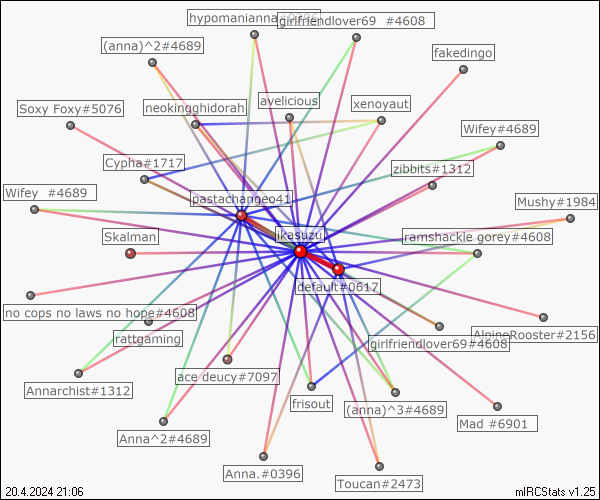 hypomanianna#0396
girlfriendlover69  #4608
(anna)^2#4689
fakedingo
Soxy Foxy#5076
neokingghidorah
avelicious
xenoyaut
Wifey#4689
Cypha#1717
zibbits#1312
Wifey  #4689
pastachangeo41
Mushy#1984
Skalman
ikasuzu
ramshackle gorey#4608
default#0617
no cops no laws no hope#4608
rattgaming
AlpineRooster#2156
girlfriendlover69#4608
ace deucy#7097
Annarchist#1312
frisout
(anna)^3#4689
Mad #6901
Anna^2#4689
Anna.#0396
Toucan#2473
20.4.2024 21:06
mIRCStats v1.25